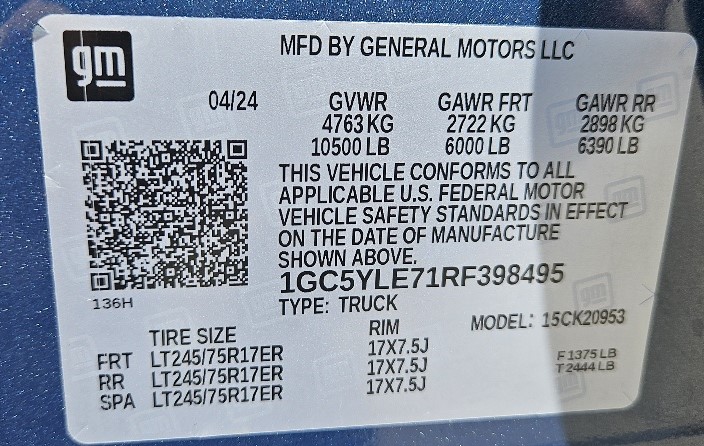 gm
MFD BY GENERAL MOTORS LLC
04/24 GVWR GAWR FRT GAWR RR
4763 KG 2722 KG 2898 KG
10500 LB 6000 LB 6390 LB
THIS VEHICLE CONFORMS TO ALL
APPLICABLE U.S. FEDERAL MOTOR
VEHICLE SAFETY STANDARDS IN EFFECT
ON THE DATE OF MANUFACTURE
SHOWN ABOVE.
1GC5YLE71RF398495
136H
TYPE: TRUCK
MODEL: 15CK20953
TIRE SIZE RIM
FRT LT245/75R17ER 17X7.5J
RR LT245/75R17ER 17X7.5J
SPA LT245/75R17ER 17X7.5J
F1375 LB
T2444 LB